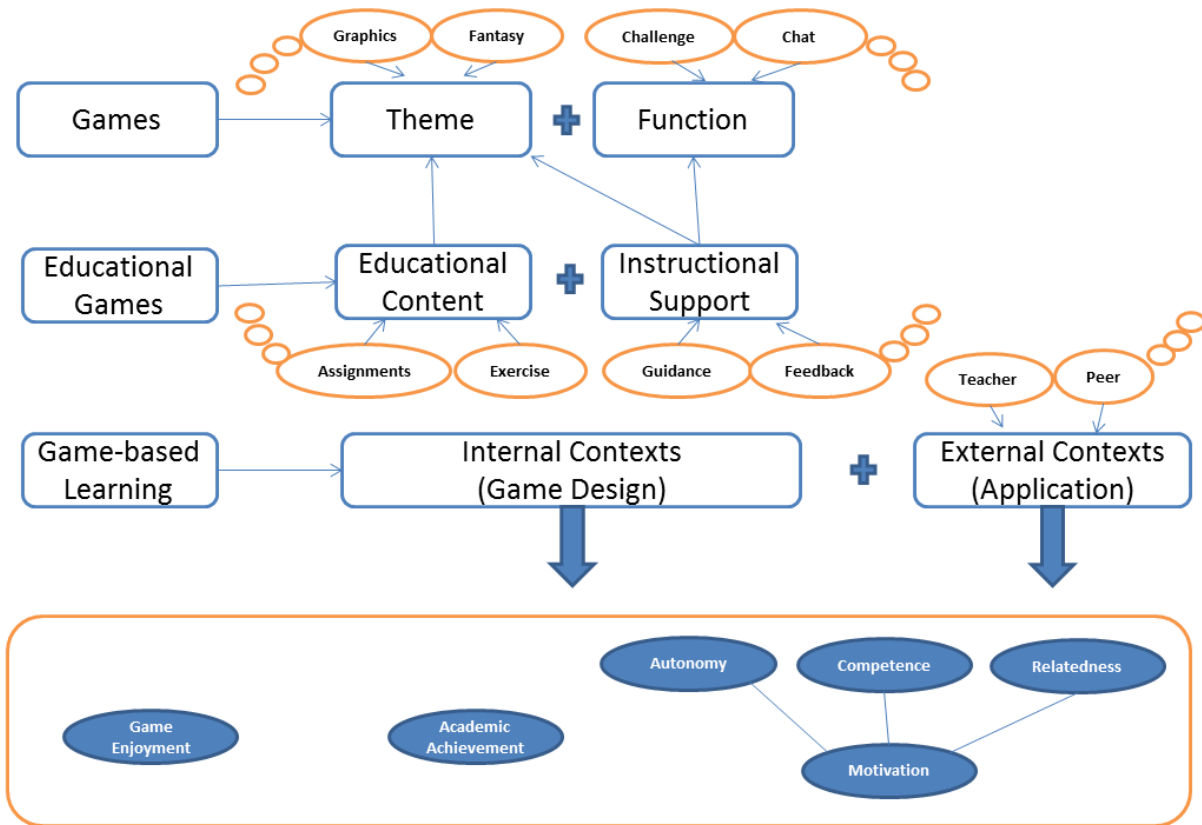 Graphics
Fantasy
Challenge
Chat
Games
Theme
Function
Educational
Games
Educational
Content
Instructional
Support
Assignments
Exercise
Guidance
Feedback
Teacher
Peer
Game-based
Learning
Internal Contexts
(Game Design)
External Contexts
(Application)
Autonomy
Competence
Relatedness
Game
Enjoyment
Academic
Achievement
Motivation